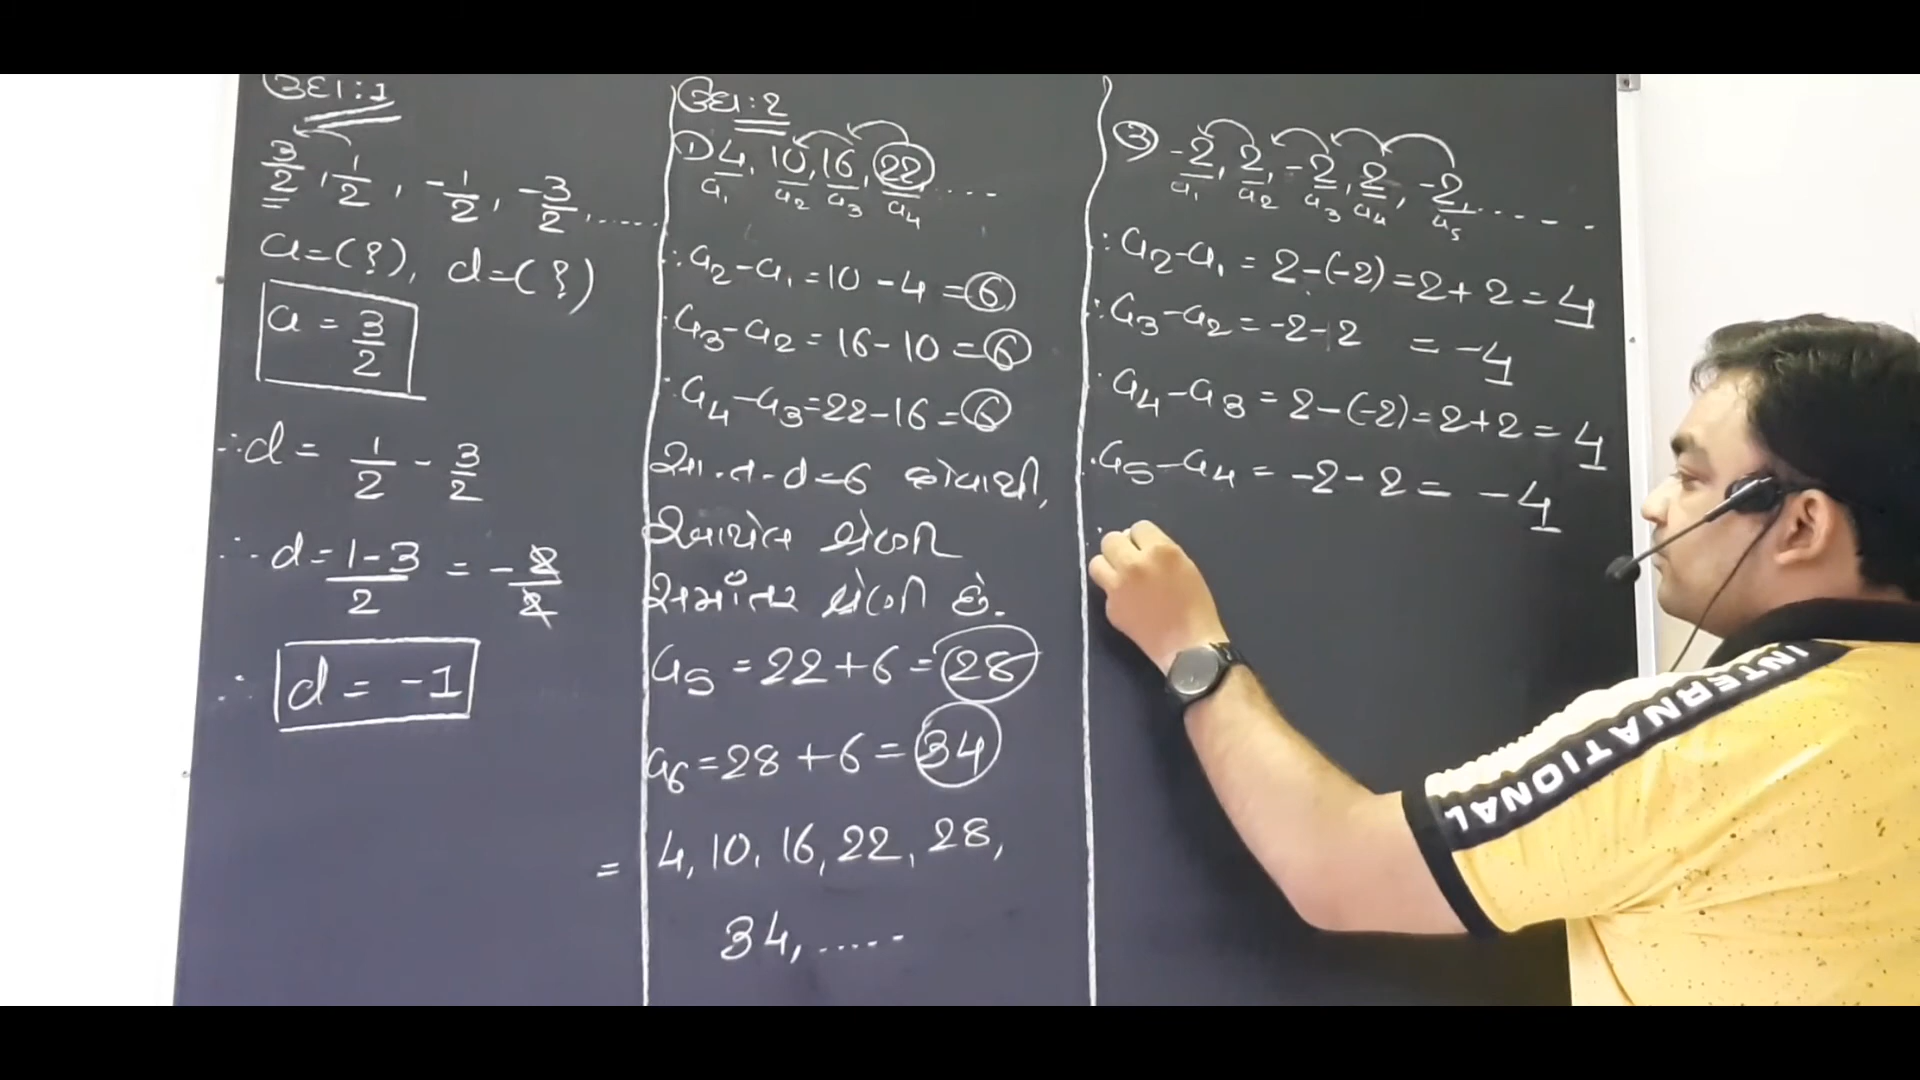 ઉદા:1
3/2, 1/2, -1/2, -3/2, ......
a=(?), d=(?)
a = 3/2
∴ d = 1/2 - 3/2
∴ d = 1-3/2 = -2/2
∴ d = -1
ઉદા:2
① 4, 10, 16, 22, ....
a₁ a₂ a₃ a₄
∴ a₂-a₁ = 10-4 = 6
∴ a₃-a₂ = 16-10 = 6
∴ a₄-a₃ = 22-16 = 6
સા.ત. d=6 હોવાથી,
આપેલ શ્રેણી
સમાંતર શ્રેણી છે.
a₅ = 22+6 = 28
a₆ = 28+6 = 34
= 4, 10, 16, 22, 28,
34, .....
③ -2, 2, -2, 2, -2, .....
a₁ a₂ a₃ a₄ a₅
∴ a₂-a₁ = 2-(-2) = 2+2 = 4
∴ a₃-a₂ = -2-2 = -4
∴ a₄-a₃ = 2-(-2) = 2+2 = 4
∴ a₅-a₄ = -2-2 = -4
INTERNATIONAL